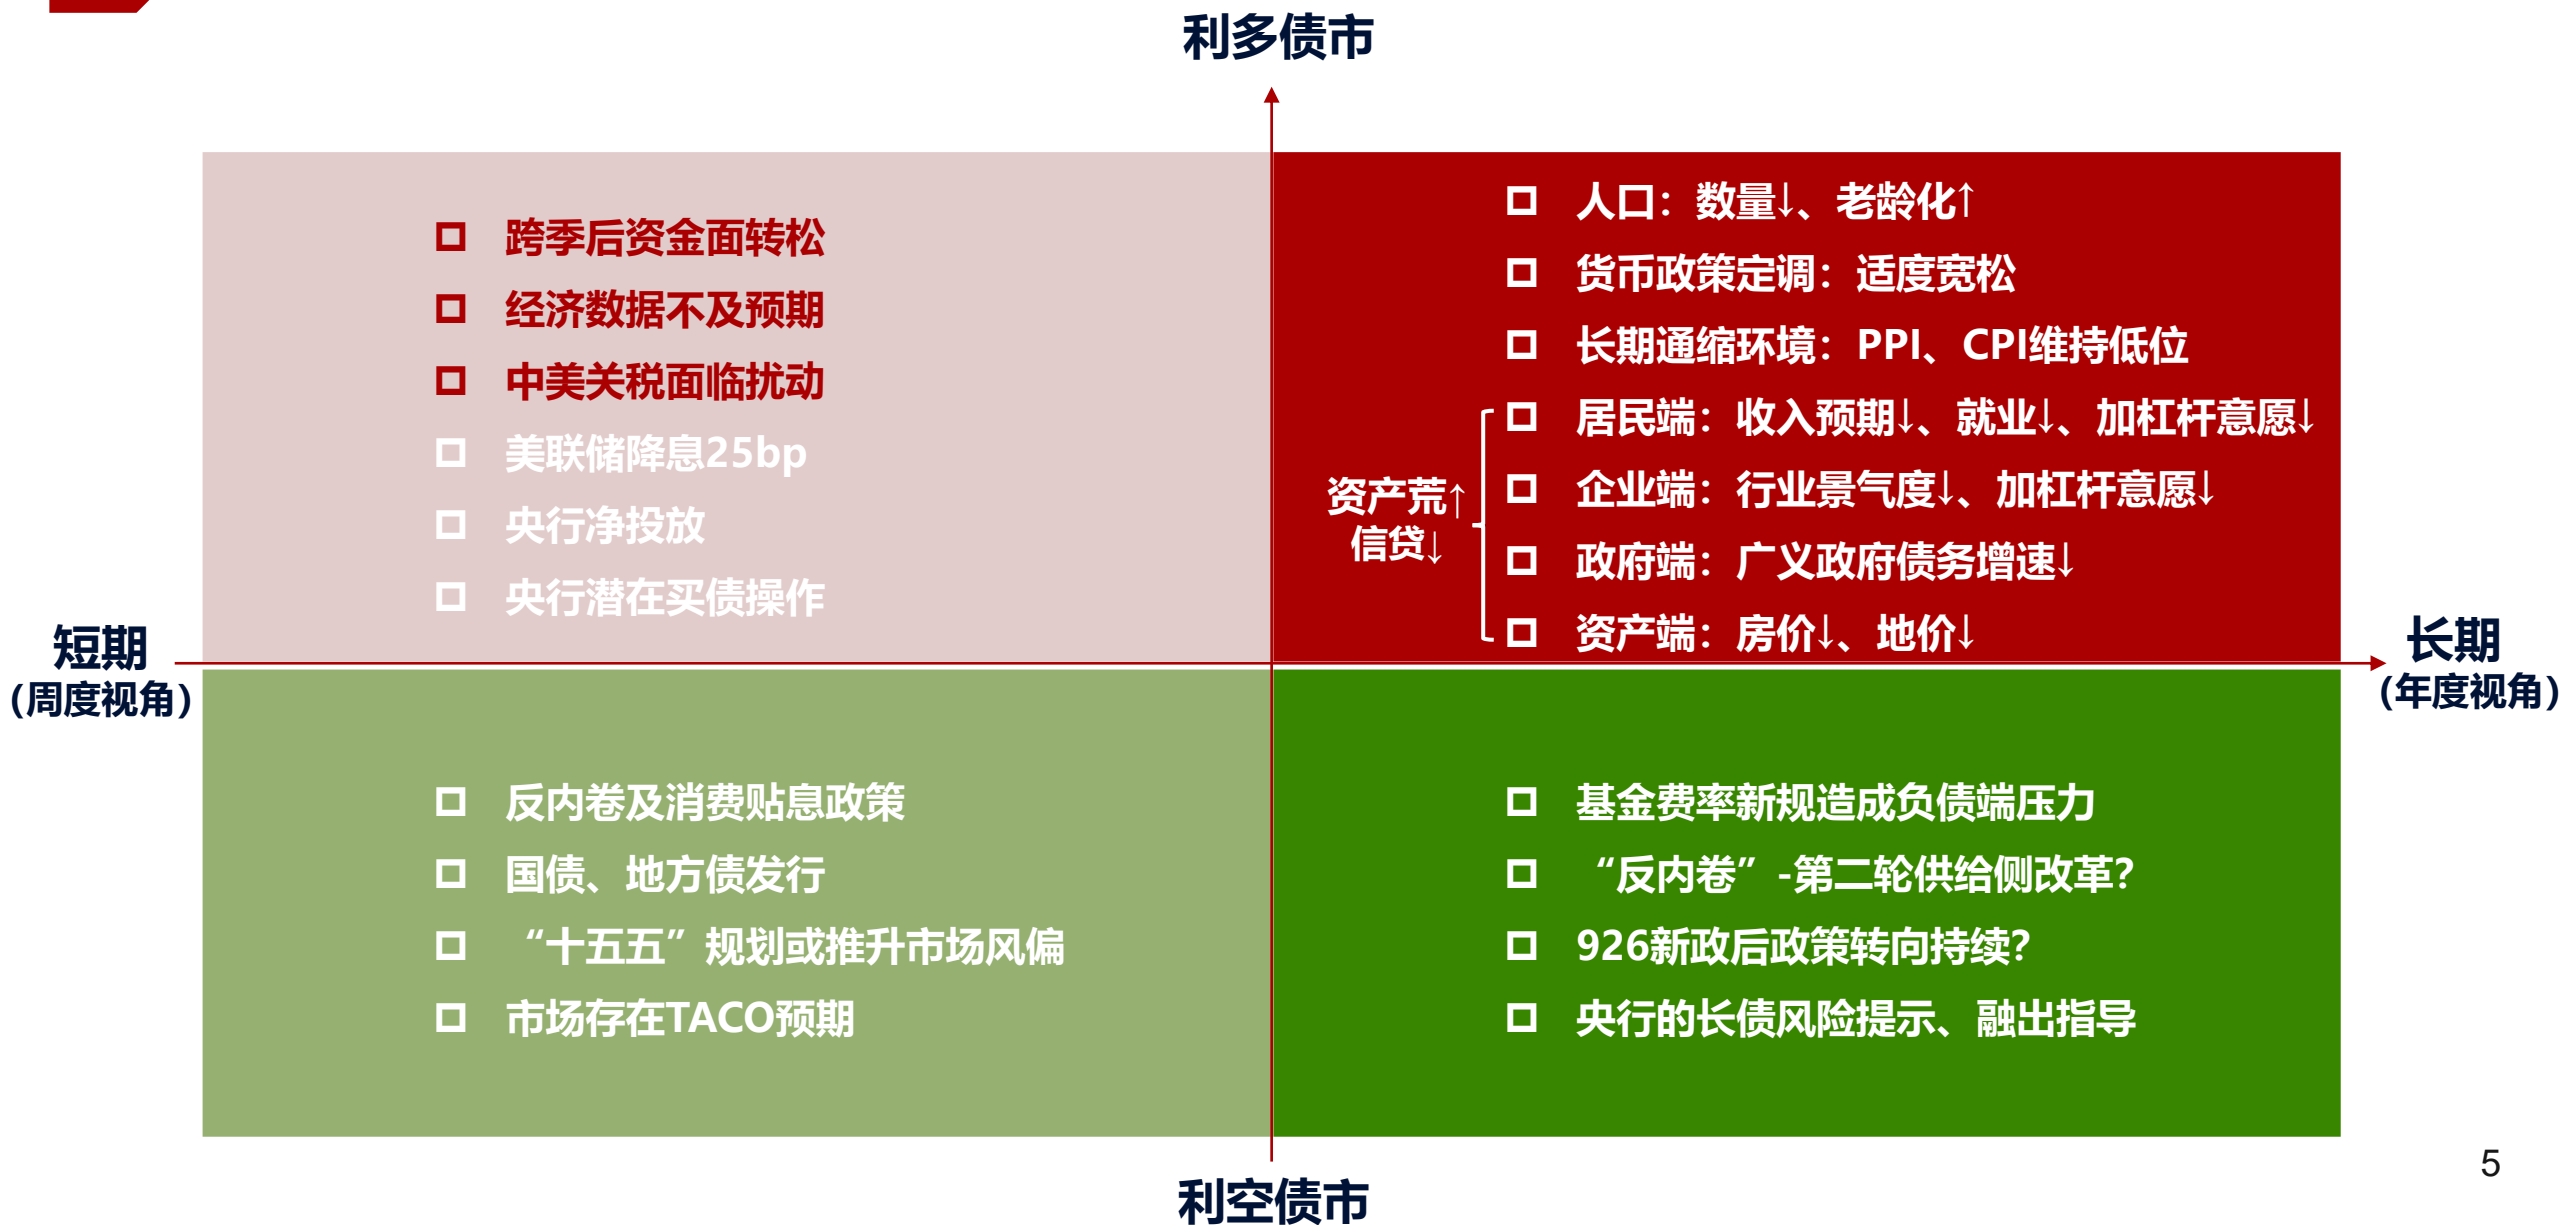 利多债市
跨季后资金面转松
经济数据不及预期
中美关税面临扰动
美联储降息25bp
央行净投放
央行潜在买债操作
人口：数量↓、老龄化↑
货币政策定调：适度宽松
长期通缩环境：PPI、CPI维持低位
居民端：收入预期↓、就业↓、加杠杆意愿↓
企业端：行业景气度↓、加杠杆意愿↓
政府端：广义政府债务增速↓
资产端：房价↓、地价↓
资产荒↑
信贷↓
短期
（周度视角）
长期
（年度视角）
反内卷及消费贴息政策
国债、地方债发行
“十五五”规划或推升市场风偏
市场存在TACO预期
基金费率新规造成负债端压力
“反内卷”-第二轮供给侧改革？
926新政后政策转向持续？
央行的长债风险提示、融出指导
利空债市
5